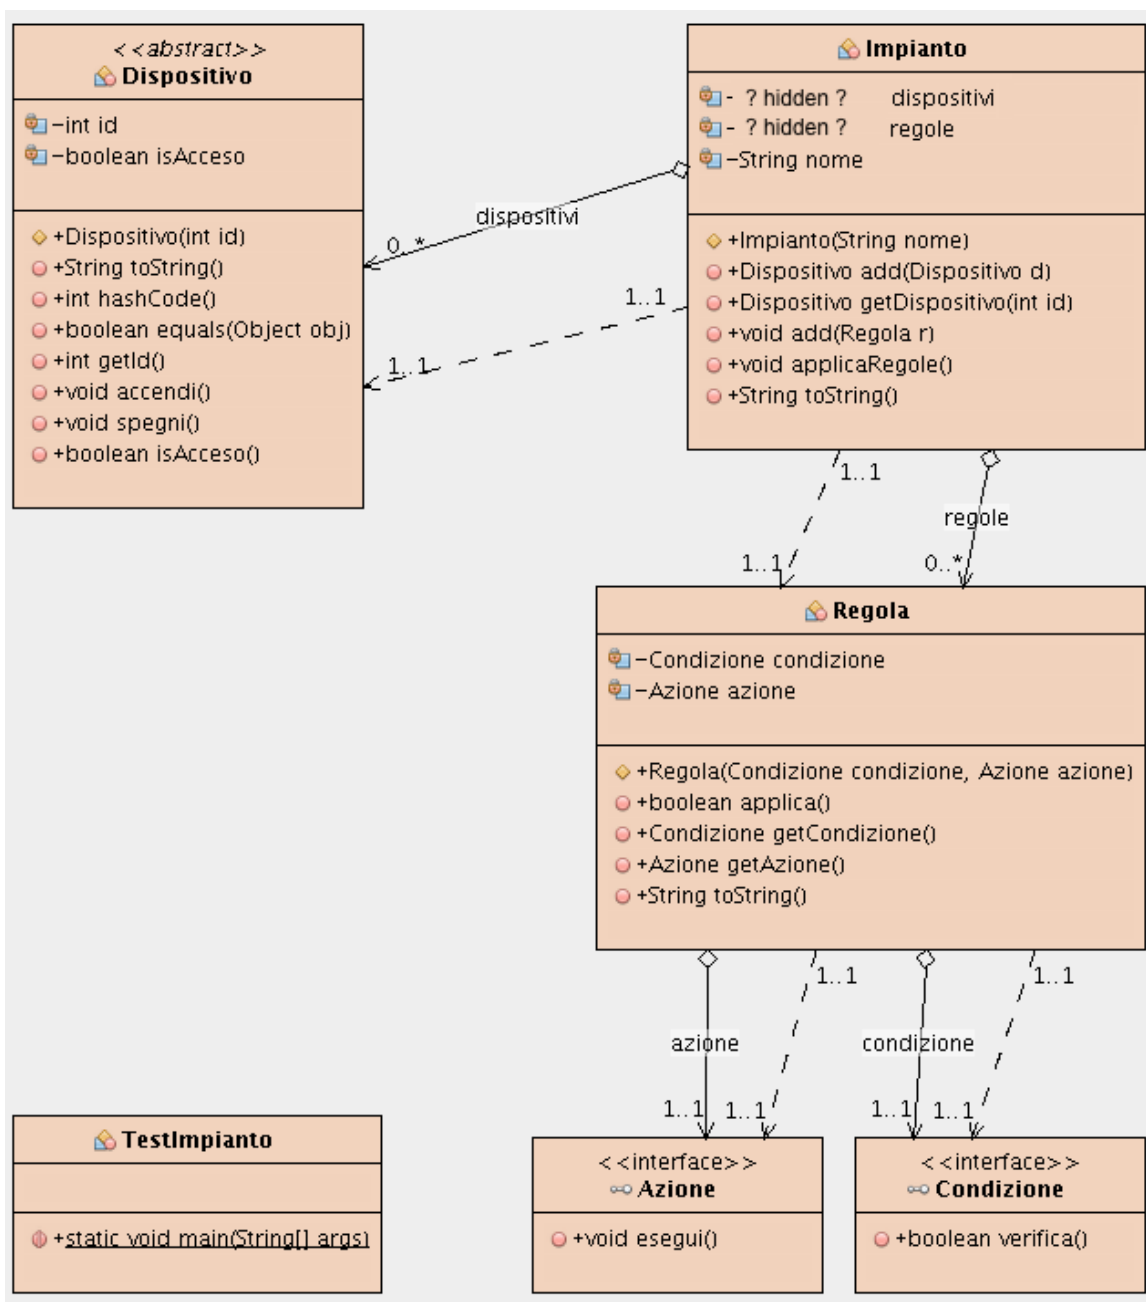 <<abstract>>
Dispositivo
-int id
-boolean isAcceso
+Dispositivo(int id)
+String toString()
+int hashCode()
+boolean equals(Object obj)
+int getId()
+void accendi()
+void spegni()
+boolean isAcceso()
Impianto
- ? hidden ? dispositivi
- ? hidden ? regole
-String nome
+Impianto(String nome)
+Dispositivo add(Dispositivo d)
+Dispositivo getDispositivo(int id)
+void add(Regola r)
+void applicaRegole()
+String toString()
dispositivi
0..*
1..1
1..1
1..1
regole
1..1
0..*
Regola
-Condizione condizione
-Azione azione
+Regola(Condizione condizione, Azione azione)
+boolean applica()
+Condizione getCondizione()
+Azione getAzione()
+String toString()
1..1
1..1
azione
condizione
1..1
1..1
1..1
1..1
TestImpianto
+static void main(String[] args)
<<interface>>
Azione
+void esegui()
<<interface>>
Condizione
+boolean verifica()